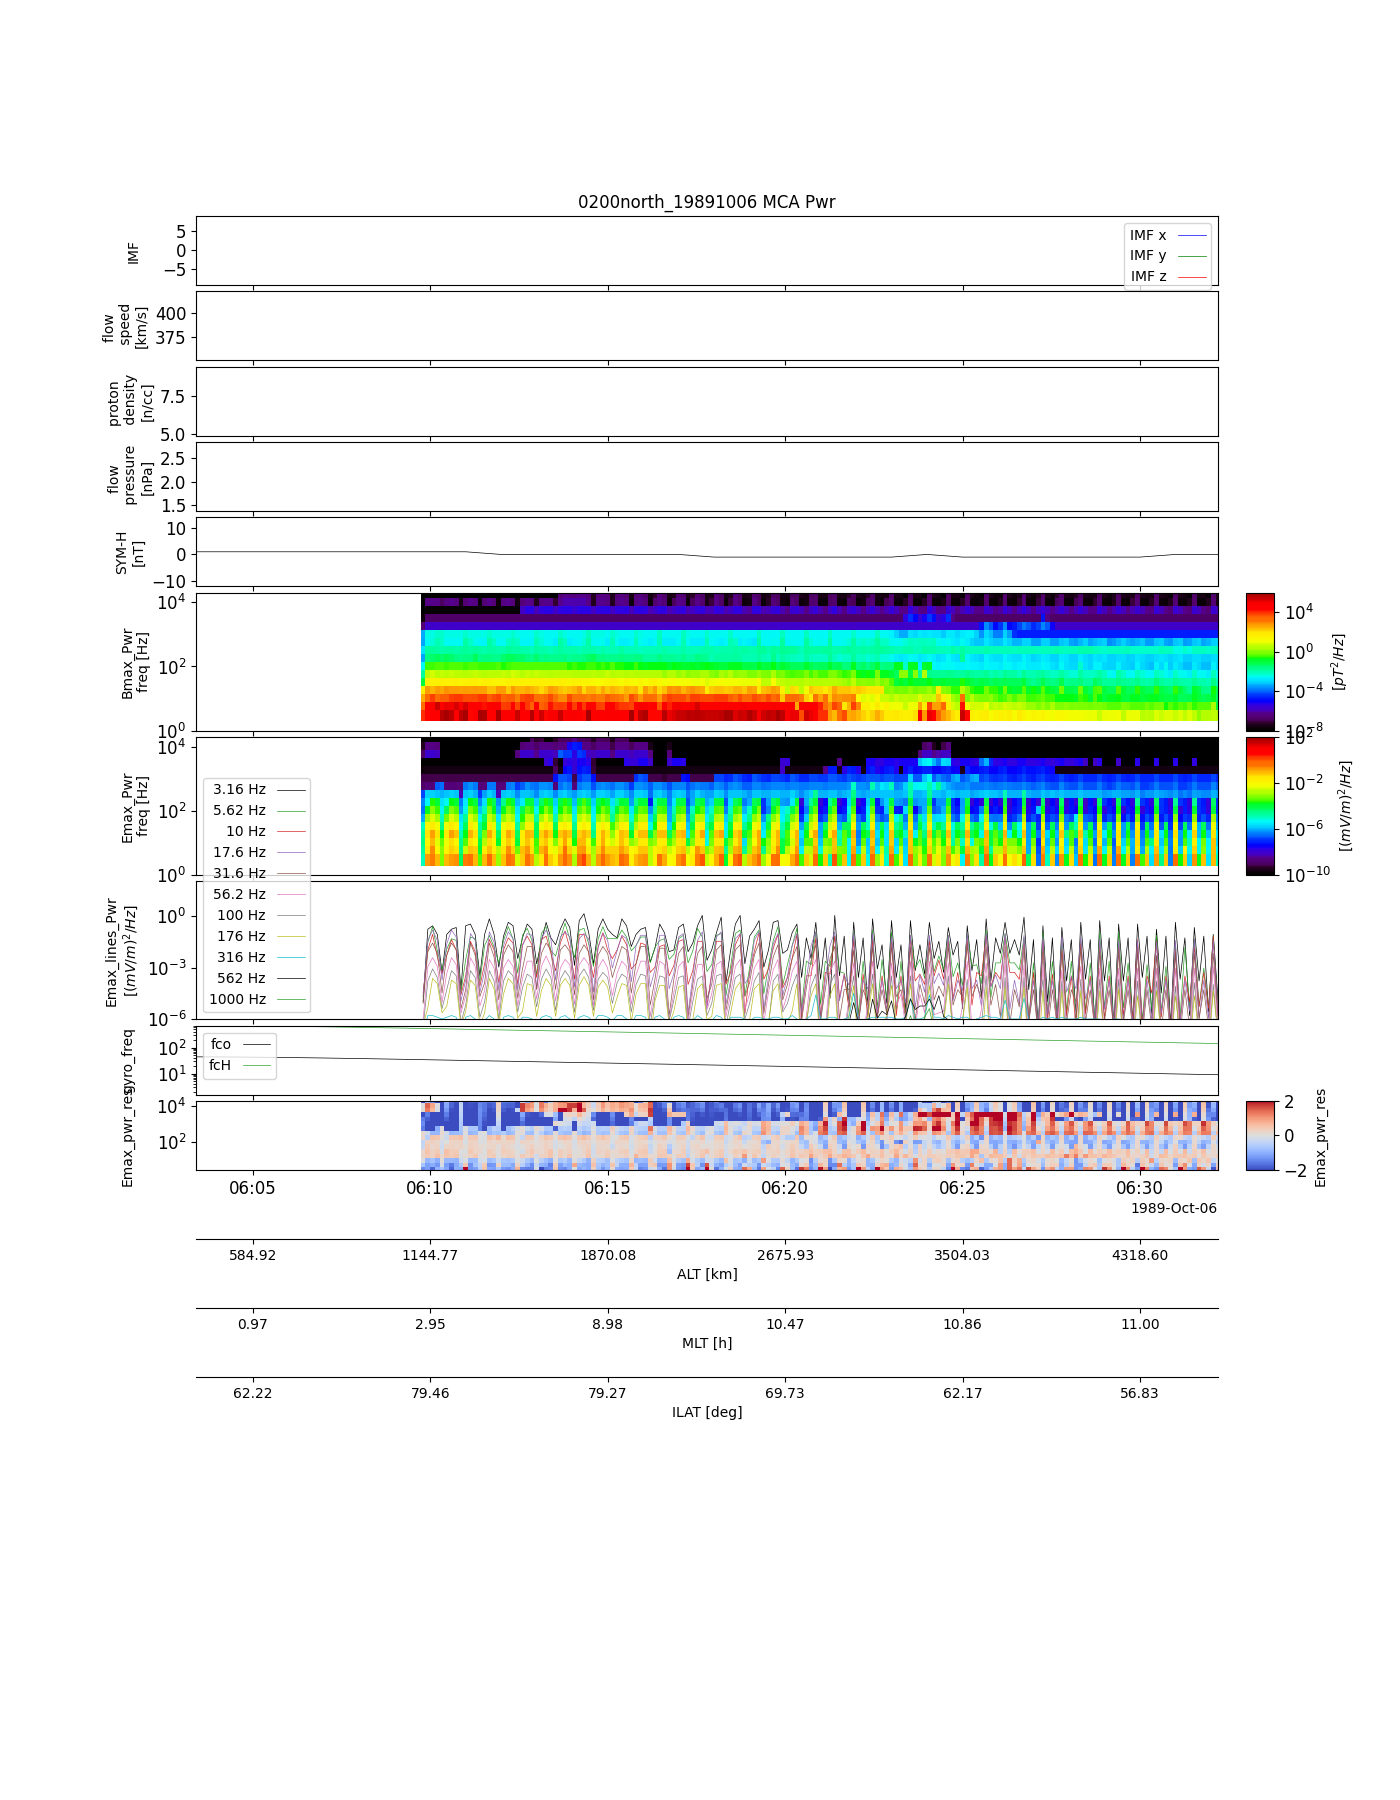 0200north_19891006 MCA Pwr
5
0
−5
IMF
IMF x
IMF y
IMF z
400
375
flow
speed
[km/s]
7.5
5.0
proton
density
[n/cc]
2.5
2.0
1.5
flow
pressure
[nPa]
10
0
−10
SYM-H
[nT]
10^4
10^2
10^0
Bmax_Pwr
freq [Hz]
10^4
10^0
10^−4
10^−8
[pT^2/Hz]
10^4
10^2
10^0
Emax_Pwr
freq [Hz]
10^2
10^−2
10^−6
10^−10
[(mV/m)^2/Hz]
3.16 Hz
5.62 Hz
10 Hz
17.6 Hz
31.6 Hz
56.2 Hz
100 Hz
176 Hz
316 Hz
562 Hz
1000 Hz
10^0
10^−3
10^−6
Emax_lines_Pwr
[(mV/m)^2/Hz]
10^2
10^1
gyro_freq
fco
fcH
10^4
10^2
Emax_pwr_res
2
0
−2
Emax_pwr_res
06:05 06:10 06:15 06:20 06:25 06:30
1989-Oct-06
584.92 1144.77 1870.08 2675.93 3504.03 4318.60
ALT [km]
0.97 2.95 8.98 10.47 10.86 11.00
MLT [h]
62.22 79.46 79.27 69.73 62.17 56.83
ILAT [deg]